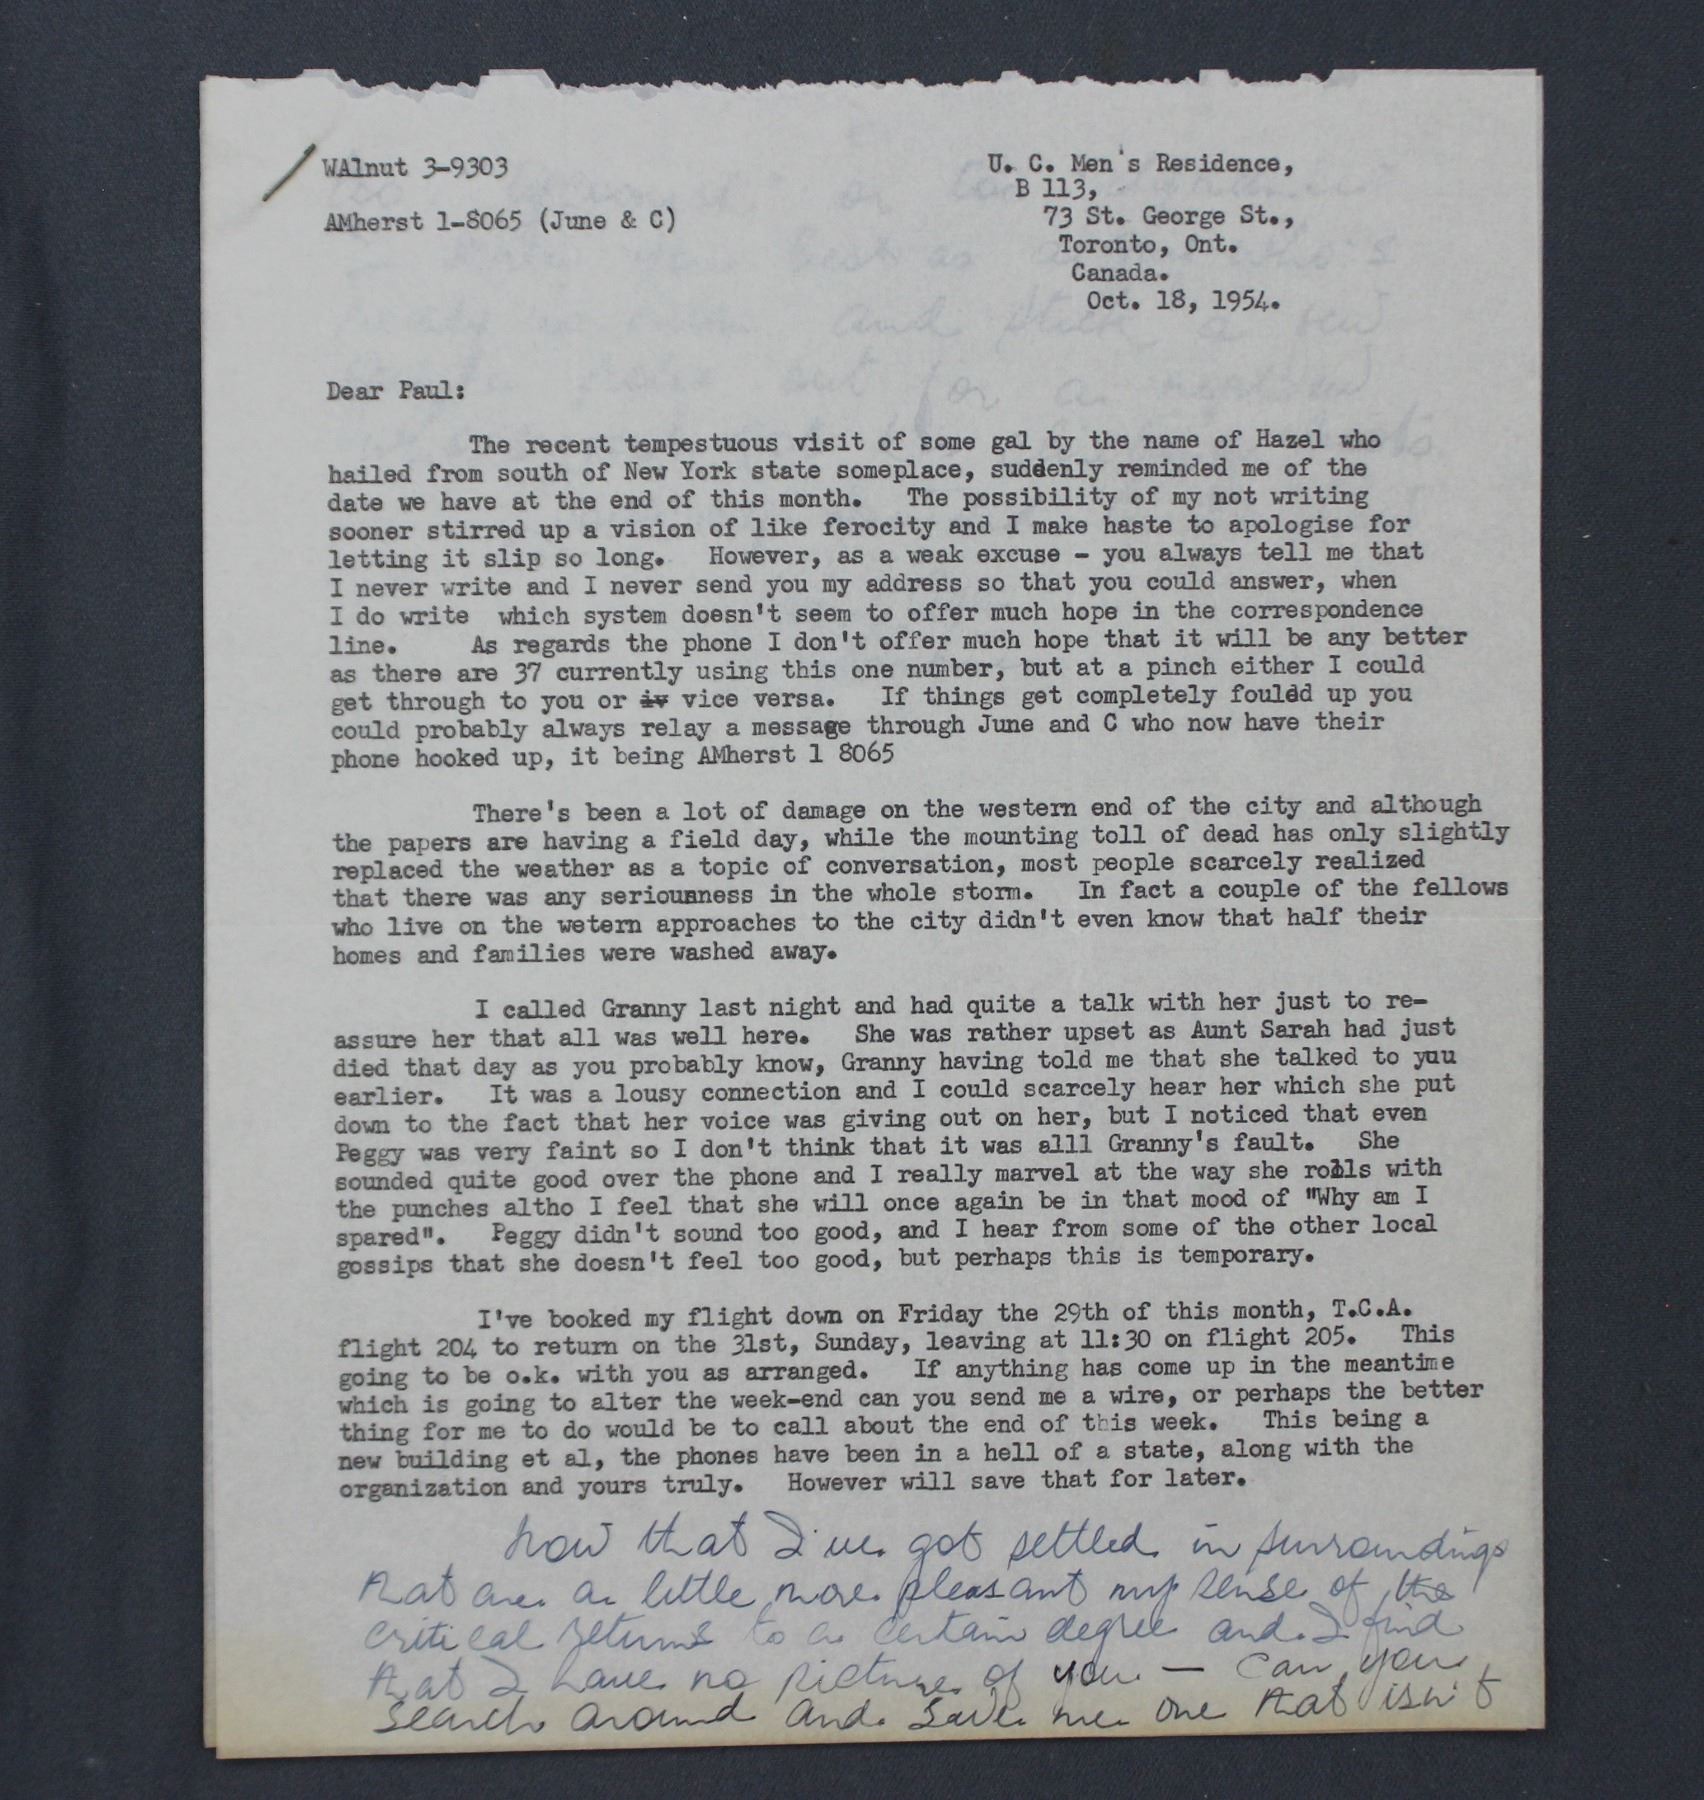 WAlnut 3-9303
U. C. Men's Residence,
B 113,
AMherst 1-8065 (June & C)
73 St. George St.,
Toronto, Ont.
Canada.
Oct. 18, 1954.
Dear Paul:
The recent tempestuous visit of some gal by the name of Hazel who
hailed from south of New York state someplace, suddenly reminded me of the
date we have at the end of this month. The possibility of my not writing
sooner stirred up a vision of like ferocity and I make haste to apologise for
letting it slip so long. However, as a weak excuse - you always tell me that
I never write and I never send you my address so that you could answer, when
I do write which system doesn't seem to offer much hope in the correspondence
line. As regards the phone I don't offer much hope that it will be any better
as there are 37 currently using this one number, but at a pinch either I could
get through to you or iv vice versa. If things get completely fouled up you
could probably always relay a message through June and C who now have their
phone hooked up, it being AMherst 1 8065
There's been a lot of damage on the western end of the city and although
the papers are having a field day, while the mounting toll of dead has only slightly
replaced the weather as a topic of conversation, most people scarcely realized
that there was any seriousness in the whole storm. In fact a couple of the fellows
who live on the wetern approaches to the city didn't even know that half their
homes and families were washed away.
I called Granny last night and had quite a talk with her just to re-
assure her that all was well here. She was rather upset as Aunt Sarah had just
died that day as you probably know, Granny having told me that she talked to yuu
earlier. It was a lousy connection and I could scarcely hear her which she put
down to the fact that her voice was giving out on her, but I noticed that even
Peggy was very faint so I don't think that it was alll Granny's fault. She
sounded quite good over the phone and I really marvel at the way she rolls with
the punches altho I feel that she will once again be in that mood of "Why am I
spared". Peggy didn't sound too good, and I hear from some of the other local
gossips that she doesn't feel too good, but perhaps this is temporary.
I've booked my flight down on Friday the 29th of this month, T.C.A.
flight 204 to return on the 31st, Sunday, leaving at 11:30 on flight 205. This
going to be o.k. with you as arranged. If anything has come up in the meantime
which is going to alter the week-end can you send me a wire, or perhaps the better
thing for me to do would be to call about the end of this week. This being a
new building et al, the phones have been in a hell of a state, along with the
organization and yours truly. However will save that for later.
Now that I've got settled in surroundings
that are a little more pleasant my sense of the
critical returns to a certain degree and I find
that I have no picture of you — Can you
search around and save me one that isn't